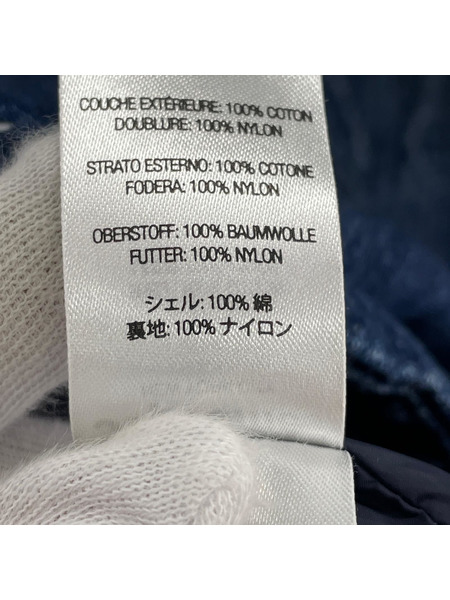 COUCHE EXTÉRIEURE: 100% COTON
DOUBLURE: 100% NYLON
STRATO ESTERNO: 100% COTONE
FODERA: 100% NYLON
OBERSTOFF: 100% BAUMWOLLE
FUTTER: 100% NYLON
シェル: 100% 綿
裏地: 100% ナイロン